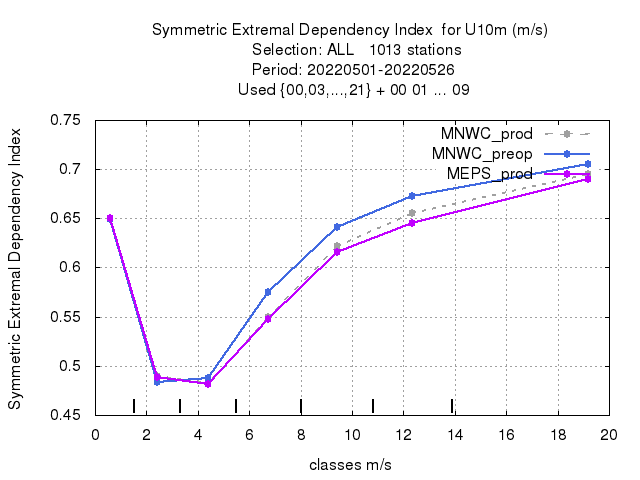 Symmetric Extremal Dependency Index  for U10m (m/s)
Selection: ALL   1013 stations
Period: 20220501-20220526
Used {00,03,...,21} + 00 01 ... 09
Symmetric Extremal Dependency Index
0.75
0.7
0.65
0.6
0.55
0.5
0.45
MNWC_prod
MNWC_preop
MEPS_prod
0 2 4 6 8 10 12 14 16 18 20
classes m/s